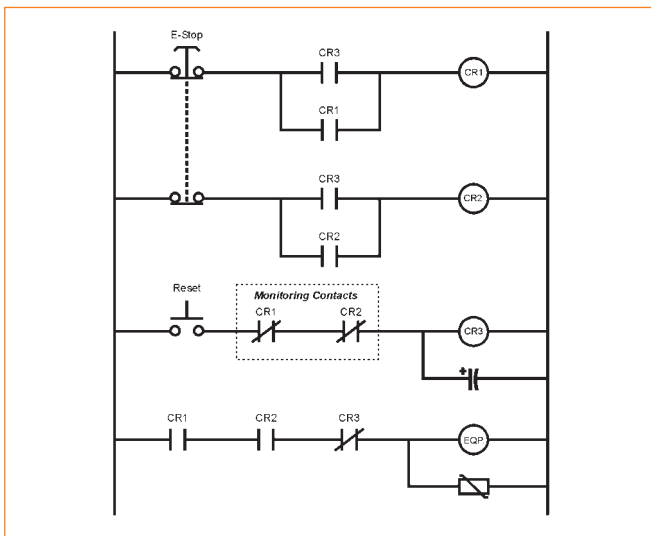 E-Stop
CR3
CR1
CR1
CR3
CR2
CR2
Reset
Monitoring Contacts
CR1
CR2
CR3
+
CR1
CR2
CR3
EQP